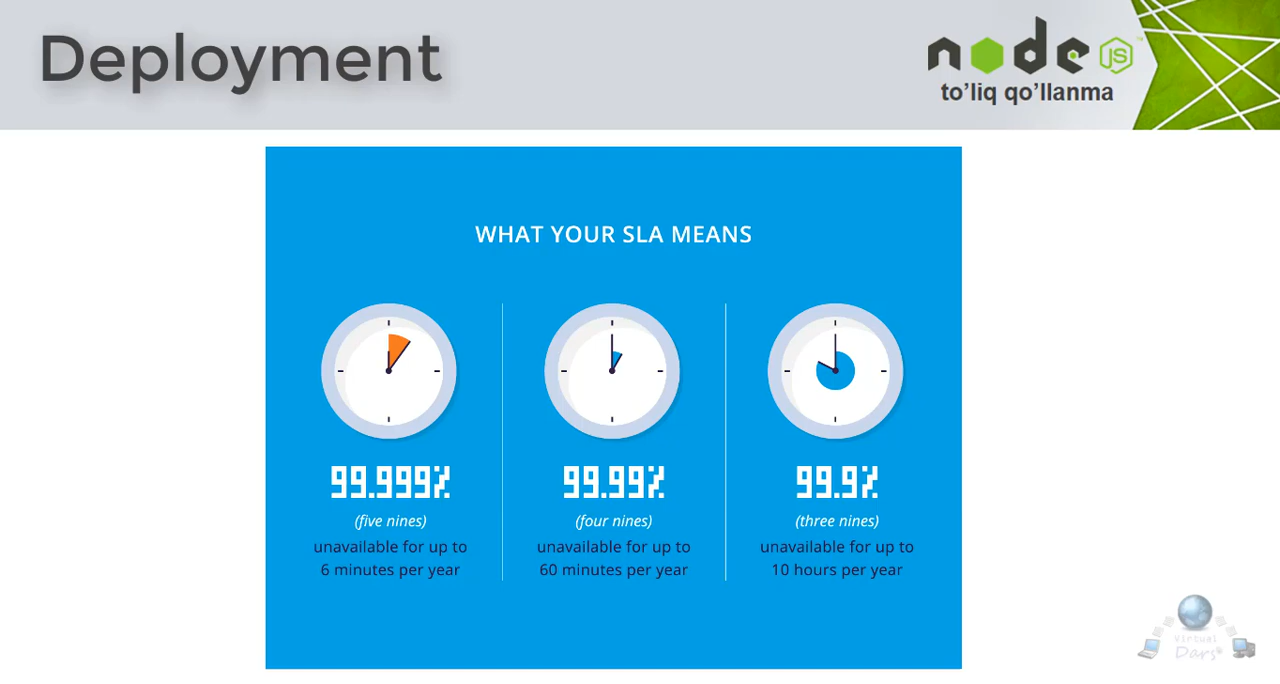 Deployment
node JS
to'liq qo'llanma
WHAT YOUR SLA MEANS
99.999%
(five nines)
unavailable for up to
6 minutes per year
99.99%
(four nines)
unavailable for up to
60 minutes per year
99.9%
(three nines)
unavailable for up to
10 hours per year
Virtual
Dars®